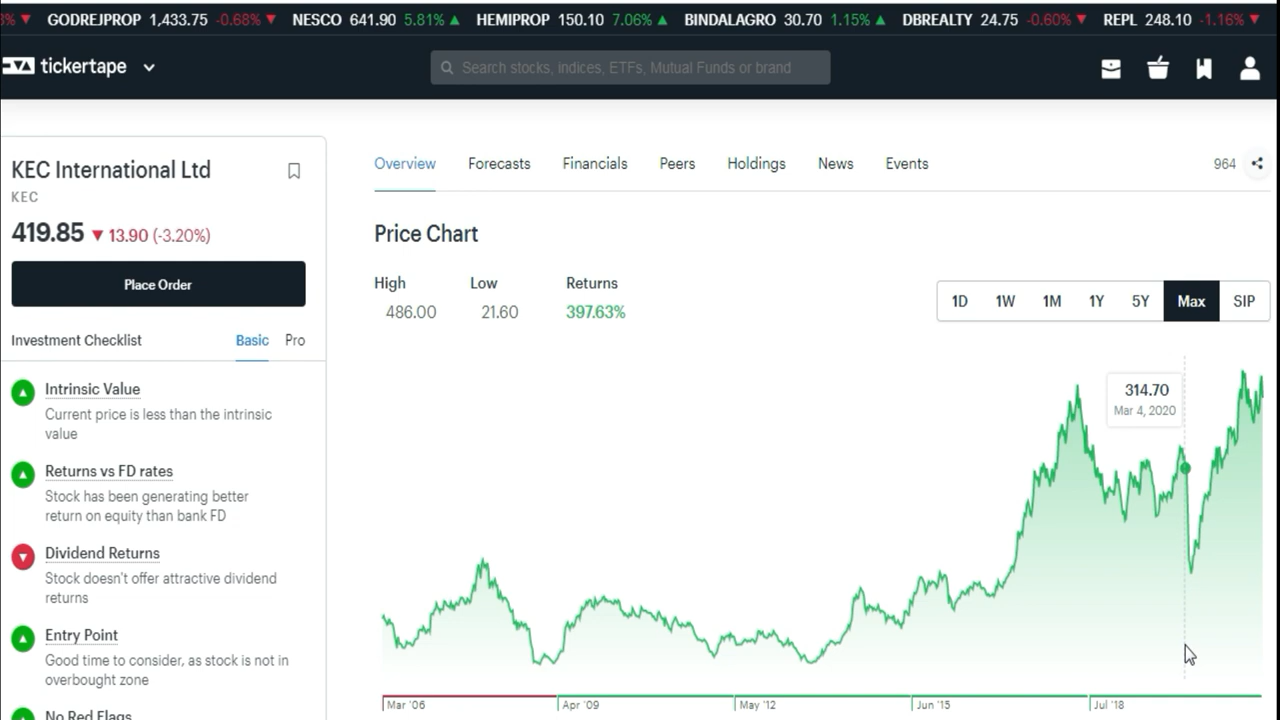 GODREJPROP 1,433.75 -0.68% ▼ NESCO 641.90 5.81% ▲ HEMIPROP 150.10 7.06% ▲ BINDALAGRO 30.70 1.15% ▲ DBREALTY 24.75 -0.60% ▼ REPL 248.10 -1.16% ▼
tickertape
Search stocks, indices, ETFs, Mutual Funds or brand
KEC International Ltd
KEC
419.85 ▼ 13.90 (-3.20%)
Place Order
Investment Checklist Basic Pro
Intrinsic Value
Current price is less than the intrinsic
value
Returns vs FD rates
Stock has been generating better
return on equity than bank FD
Dividend Returns
Stock doesn't offer attractive dividend
returns
Entry Point
Good time to consider, as stock is not in
overbought zone
No Red Flags
Overview Forecasts Financials Peers Holdings News Events 964
Price Chart
High Low Returns
486.00 21.60 397.63%
1D 1W 1M 1Y 5Y Max SIP
314.70
Mar 4, 2020
Mar '06 Apr '09 May '12 Jun '15 Jul '18